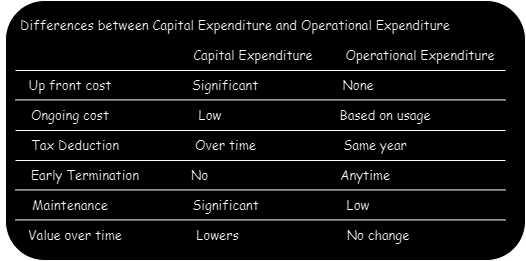 Differences between Capital Expenditure and Operational Expenditure
Capital Expenditure Operational Expenditure
Up front cost Significant None
Ongoing cost Low Based on usage
Tax Deduction Over time Same year
Early Termination No Anytime
Maintenance Significant Low
Value over time Lowers No change